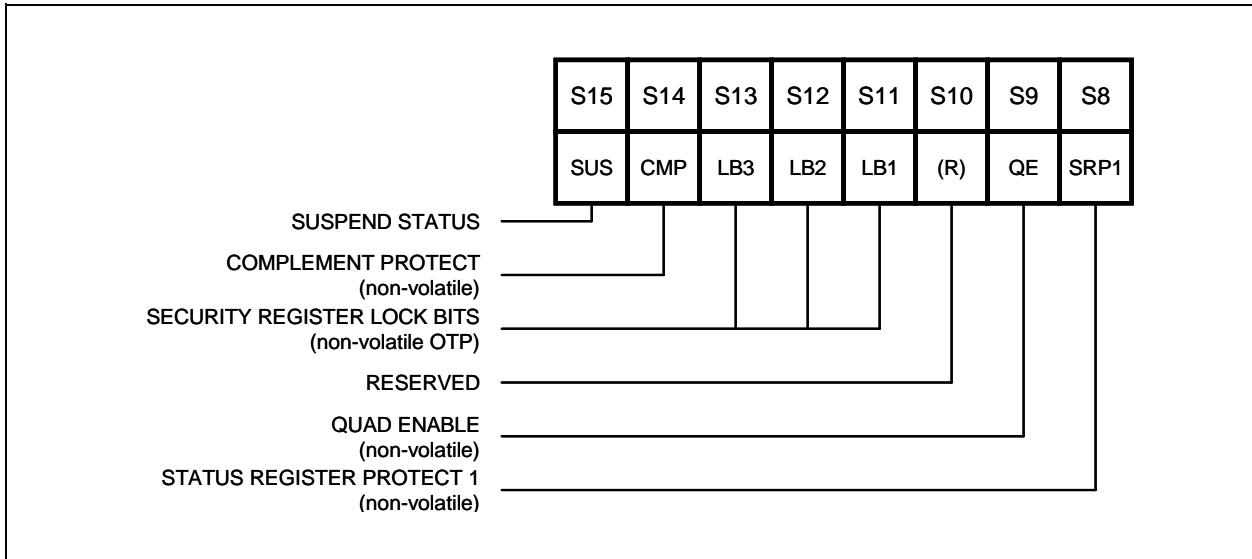 S15 S14 S13 S12 S11 S10 S9 S8
SUS CMP LB3 LB2 LB1 (R) QE SRP1
SUSPEND STATUS
COMPLEMENT PROTECT
(non-volatile)
SECURITY REGISTER LOCK BITS
(non-volatile OTP)
RESERVED
QUAD ENABLE
(non-volatile)
STATUS REGISTER PROTECT 1
(non-volatile)